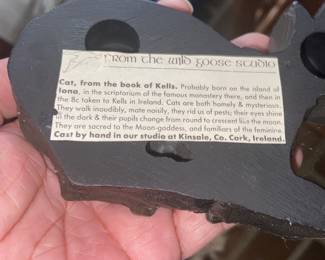 FROM THE WILD GOOSE STUDIO
Cat, from the book of Kells. Probably born on the island of
Iona, in the scriptorium of the famous monastery there, and then in
the 8c taken to Kells in Ireland. Cats are both homely & mysterious.
They walk inaudibly, mate noisily, they rid us of pests; their eyes shine
in the dark & their pupils change from round to crescent like the moon.
They are sacred to the Moon-goddess, and familiars of the feminine.
Cast by hand in our studio at Kinsale, Co. Cork, Ireland.